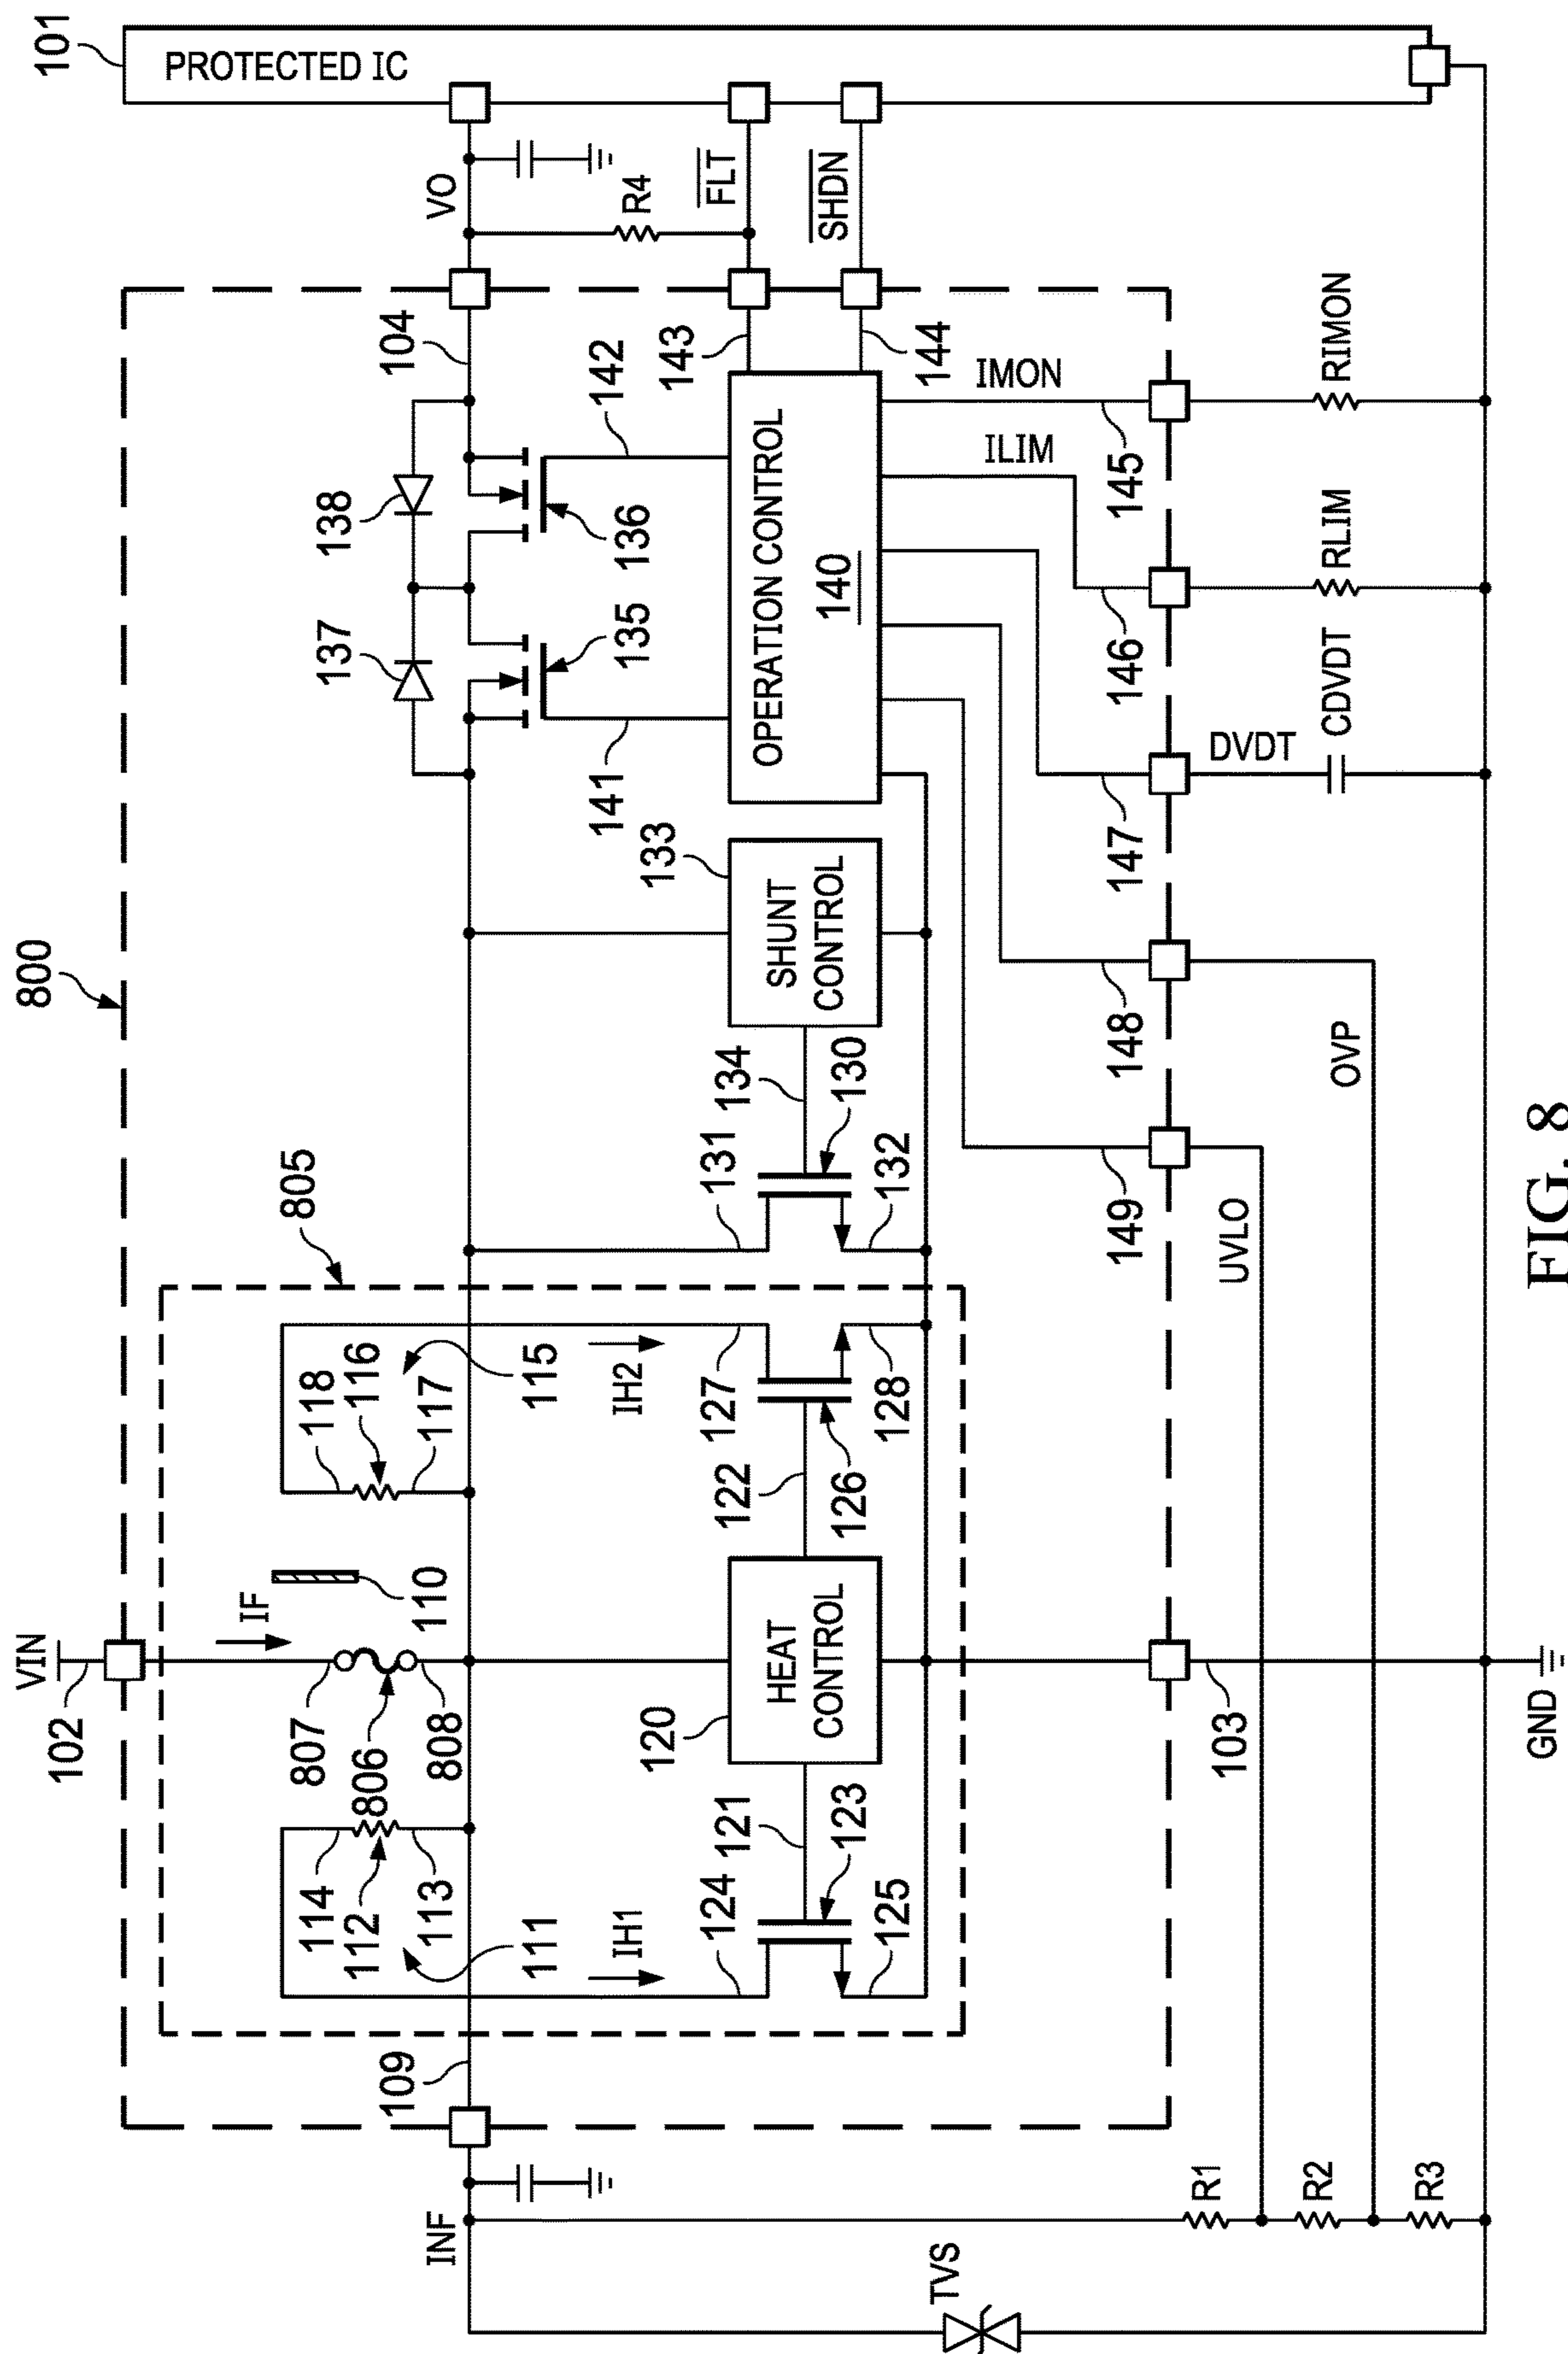 800
101
PROTECTED IC
VIN
102
805
IF
110
807
806
808
114
112
113
111
118
116
117
115
IH1
IH2
109
INF
137
138
104
VO
R4
FLT
SHDN
135
136
141
142
143
144
124
121
123
125
120
HEAT CONTROL
122
127
126
128
131
134
130
132
133
SHUNT CONTROL
OPERATION CONTROL
140
IMON
ILIM
145
146
147
148
149
103
DVDT
CDVDT
RLIM
RIMON
UVLO
OVP
R1
R2
R3
TVS
GND
FIG. 8